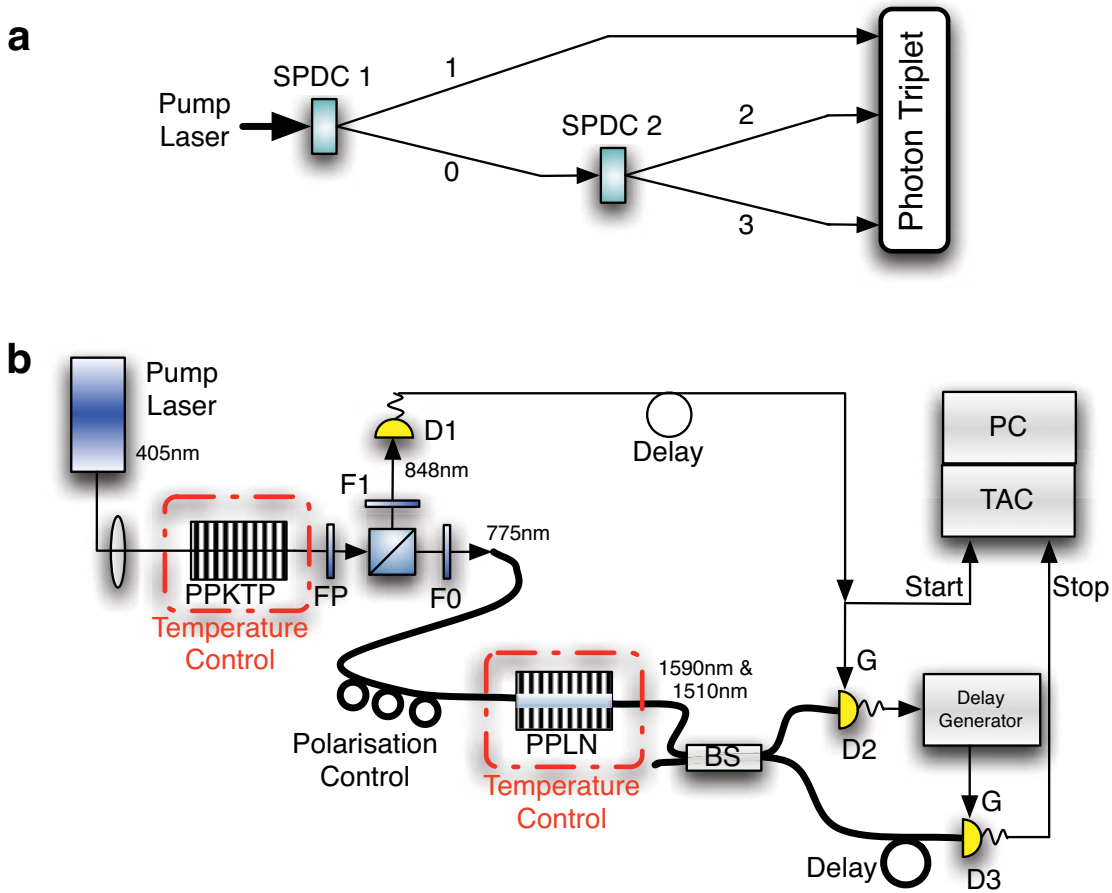 a
SPDC 1
Pump
Laser
1
0
SPDC 2
2
3
Photon Triplet
b
Pump
Laser
405nm
PPKTP
Temperature
Control
FP
F1
D1
848nm
F0
775nm
Delay
PC
TAC
Start
Stop
Polarisation
Control
PPLN
Temperature
Control
1590nm &
1510nm
BS
G
D2
Delay
Generator
G
D3
Delay